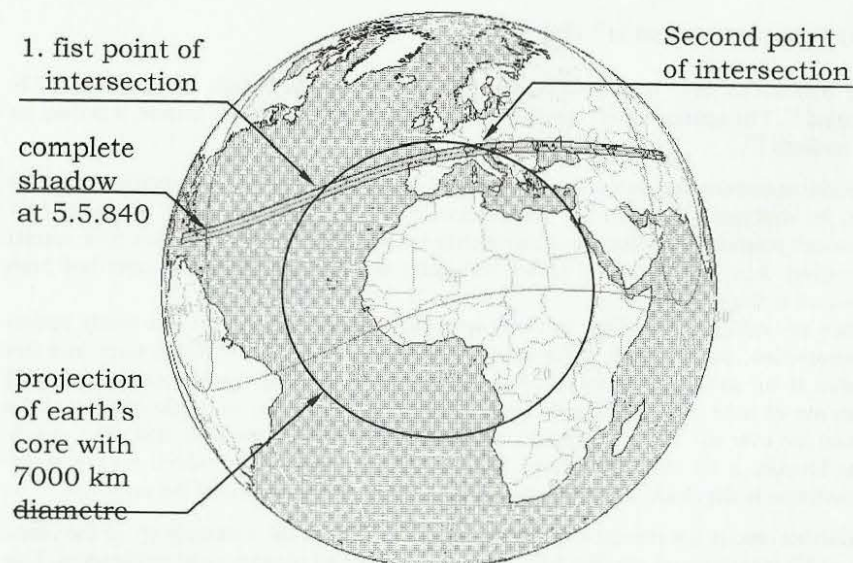 1. fist point of
intersection
Second point
of intersection
complete
shadow
at 5.5.840
projection
of earth's
core with
7000 km
diametre
20